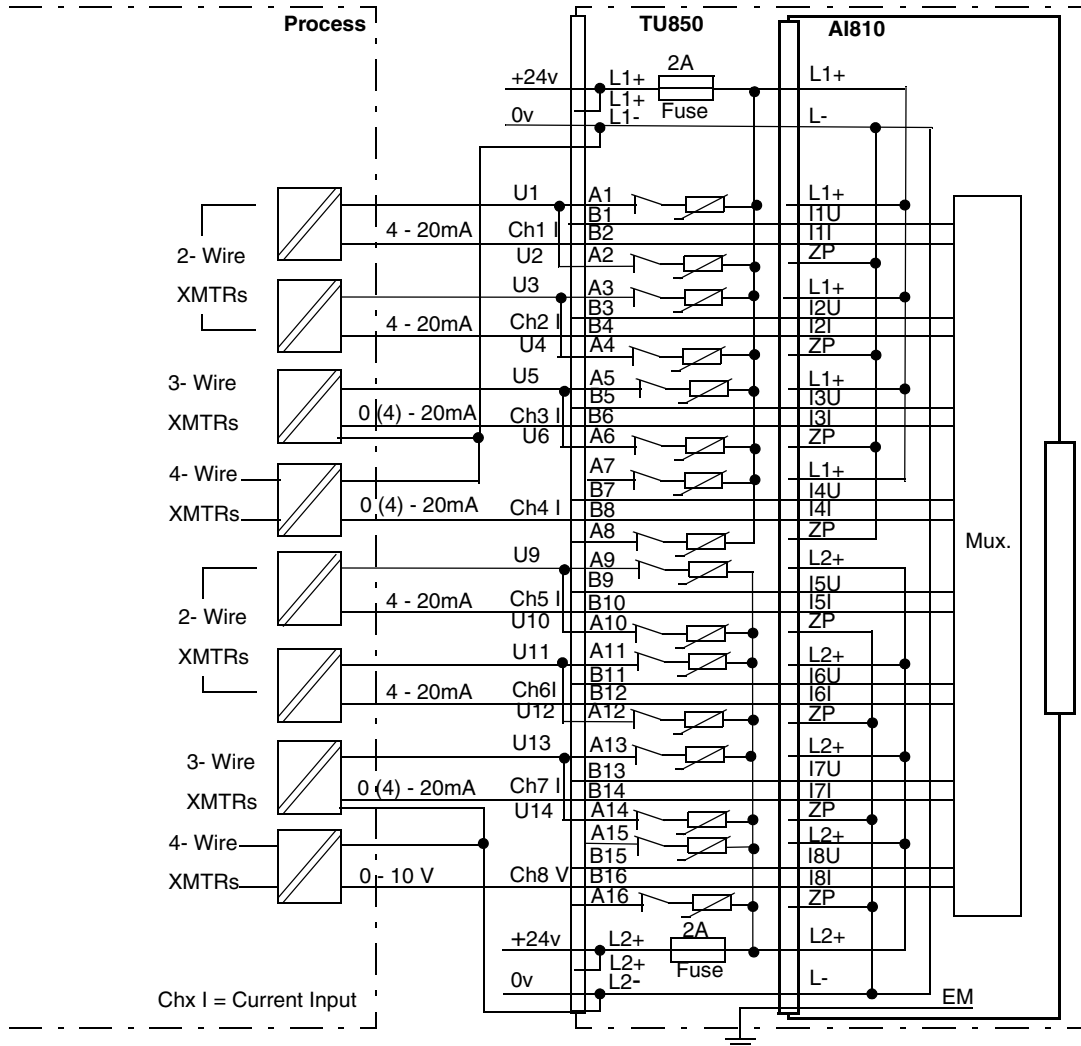 Process
TU850
AI810
+24v
L1+
2A
L1+
L1+
Fuse
0v
L1-
L-
U1
A1
L1+
B1
I1U
4 - 20mA
Ch1 I
B2
I1I
2- Wire
U2
A2
ZP
XMTRs
U3
A3
L1+
B3
I2U
4 - 20mA
Ch2 I
B4
I2I
U4
A4
ZP
3- Wire
U5
A5
L1+
B5
I3U
XMTRs
0 (4) - 20mA
Ch3 I
B6
I3I
U6
A6
ZP
4- Wire
A7
L1+
B7
I4U
XMTRs
0 (4) - 20mA
Ch4 I
B8
I4I
A8
ZP
Mux.
U9
A9
L2+
B9
I5U
4 - 20mA
Ch5 I
B10
I5I
2- Wire
U10
A10
ZP
XMTRs
U11
A11
L2+
B11
I6U
4 - 20mA
Ch6I
B12
I6I
U12
A12
ZP
3- Wire
U13
A13
L2+
B13
I7U
XMTRs
0 (4) - 20mA
Ch7 I
B14
I7I
U14
A14
ZP
4- Wire
A15
L2+
B15
I8U
XMTRs
0 - 10 V
Ch8 V
B16
I8I
A16
ZP
+24v
L2+
2A
L2+
L2+
Fuse
0v
L2-
L-
Chx I = Current Input
EM